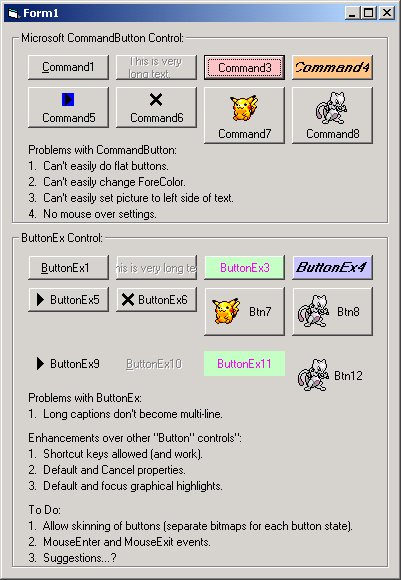 Form1
Microsoft CommandButton Control:
Command1
This is very
long text.
Command3
Command4
Command5
Command6
Command7
Command8
Problems with CommandButton:
1. Can't easily do flat buttons.
2. Can't easily change ForeColor.
3. Can't easily set picture to left side of text.
4. No mouse over settings.
ButtonEx Control:
ButtonEx1
his is very long te
ButtonEx3
ButtonEx4
ButtonEx5
ButtonEx6
Btn7
Btn8
ButtonEx9
ButtonEx10
ButtonEx11
Btn12
Problems with ButtonEx:
1. Long captions don't become multi-line.
Enhancements over other "Button" controls":
1. Shortcut keys allowed (and work).
2. Default and Cancel properties.
3. Default and focus graphical highlights.
To Do:
1. Allow skinning of buttons (separate bitmaps for each button state).
2. MouseEnter and MouseExit events.
3. Suggestions...?